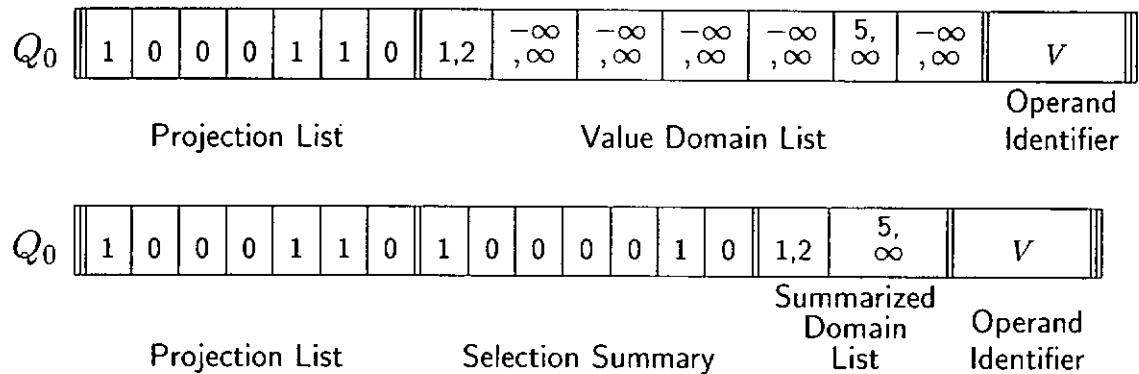 Q₀ 1 0 0 0 1 1 0 1,2 −∞,∞ −∞,∞ −∞,∞ −∞,∞ 5,∞ −∞,∞ V
Projection List Value Domain List Operand Identifier
Q₀ 1 0 0 0 1 1 0 1 0 0 0 0 1 0 1,2 5,∞ V
Projection List Selection Summary Summarized Domain List Operand Identifier